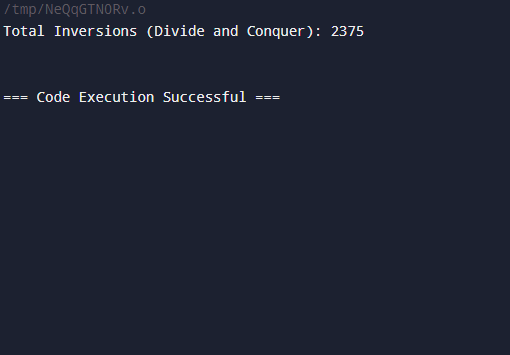 /tmp/NeQqGTN0Rv.o
Total Inversions (Divide and Conquer): 2375
=== Code Execution Successful ===